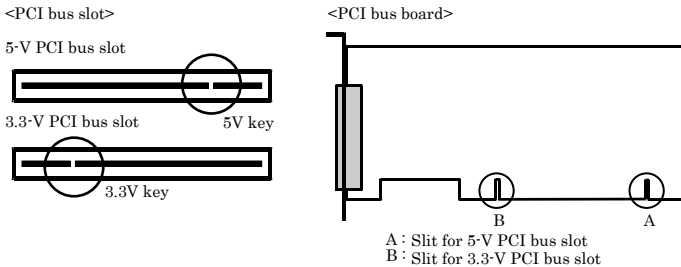 <PCI bus slot>
5-V PCI bus slot
5V key
3.3-V PCI bus slot
3.3V key
<PCI bus board>
B
A
A : Slit for 5-V PCI bus slot
B : Slit for 3.3-V PCI bus slot